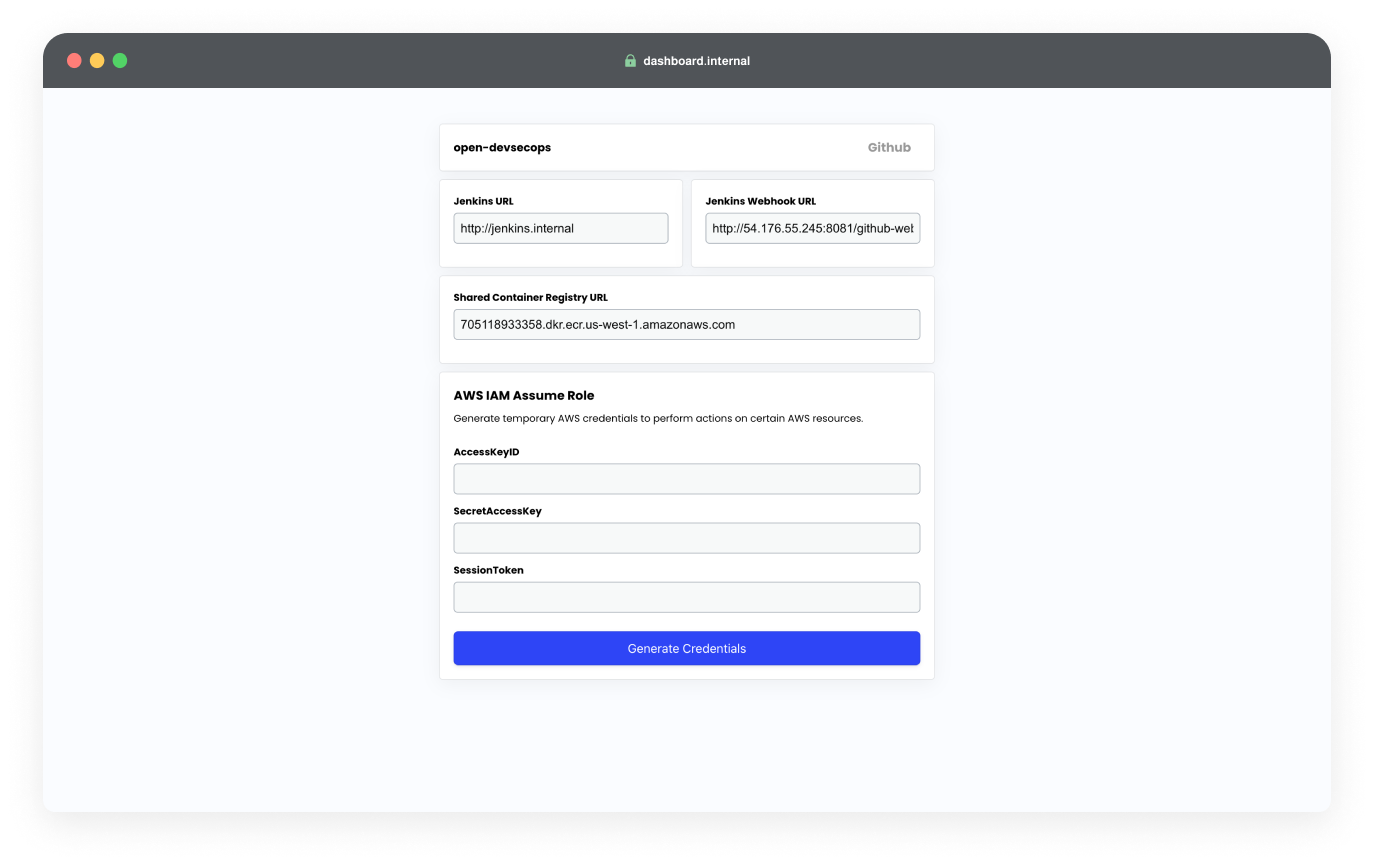 dashboard.internal
open-devsecops
Github
Jenkins URL
Jenkins Webhook URL
http://jenkins.internal
http://54.176.55.245:8081/github-web
Shared Container Registry URL
705118933358.dkr.ecr.us-west-1.amazonaws.com
AWS IAM Assume Role
Generate temporary AWS credentials to perform actions on certain AWS resources.
AccessKeyID
SecretAccessKey
SessionToken
Generate Credentials